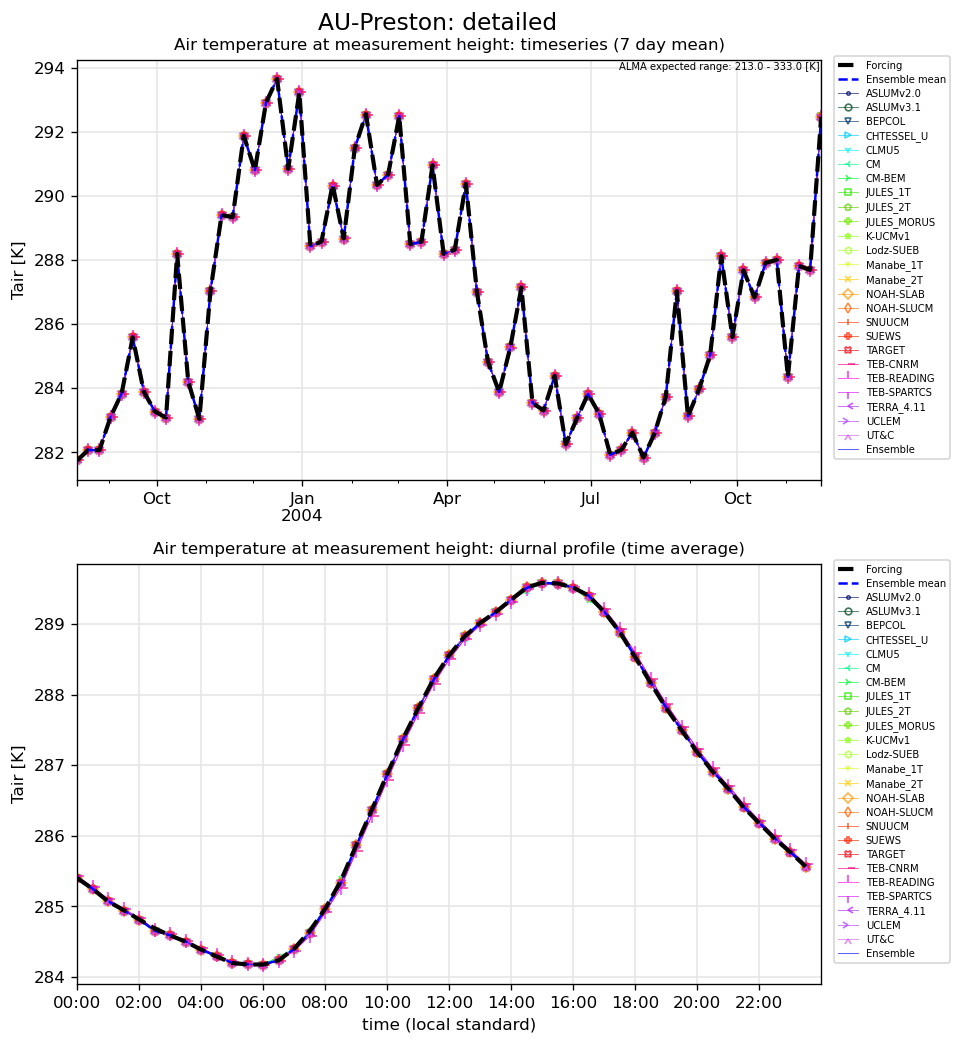 AU-Preston: detailed
Air temperature at measurement height: timeseries (7 day mean)
ALMA expected range: 213.0 - 333.0 [K]
294
292
290
288
286
284
282
Tair [K]
Oct
Jan
2004
Apr
Jul
Oct
Forcing
Ensemble mean
ASLUMv2.0
ASLUMv3.1
BEPCOL
CHTESSEL_U
CLMU5
CM
CM-BEM
JULES_1T
JULES_2T
JULES_MORUS
K-UCMv1
Lodz-SUEB
Manabe_1T
Manabe_2T
NOAH-SLAB
NOAH-SLUCM
SNUUCM
SUEWS
TARGET
TEB-CNRM
TEB-READING
TEB-SPARTCS
TERRA_4.11
UCLEM
UT&C
Ensemble
Air temperature at measurement height: diurnal profile (time average)
289
288
287
286
285
284
Tair [K]
00:00
02:00
04:00
06:00
08:00
10:00
12:00
14:00
16:00
18:00
20:00
22:00
time (local standard)
Forcing
Ensemble mean
ASLUMv2.0
ASLUMv3.1
BEPCOL
CHTESSEL_U
CLMU5
CM
CM-BEM
JULES_1T
JULES_2T
JULES_MORUS
K-UCMv1
Lodz-SUEB
Manabe_1T
Manabe_2T
NOAH-SLAB
NOAH-SLUCM
SNUUCM
SUEWS
TARGET
TEB-CNRM
TEB-READING
TEB-SPARTCS
TERRA_4.11
UCLEM
UT&C
Ensemble